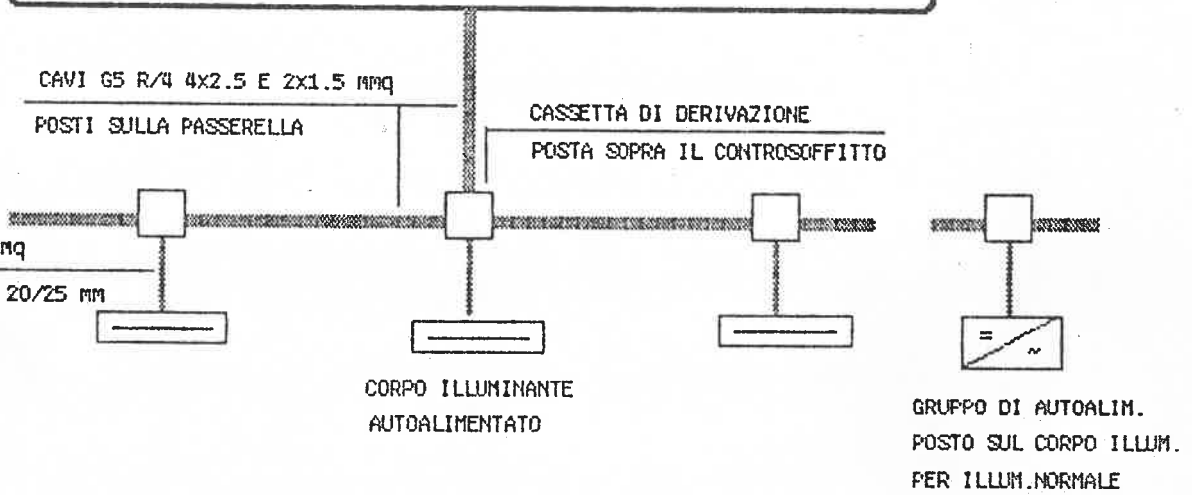 CAVI G5 R/4 4x2.5 E 2x1.5 mmq
POSTI SULLA PASSERELLA
CASSETTA DI DERIVAZIONE
POSTA SOPRA IL CONTROSOFFITTO
mq
20/25 mm
CORPO ILLUMINANTE
AUTOALIMENTATO
=
~
GRUPPO DI AUTOALIM.
POSTO SUL CORPO ILLUM.
PER ILLUM.NORMALE